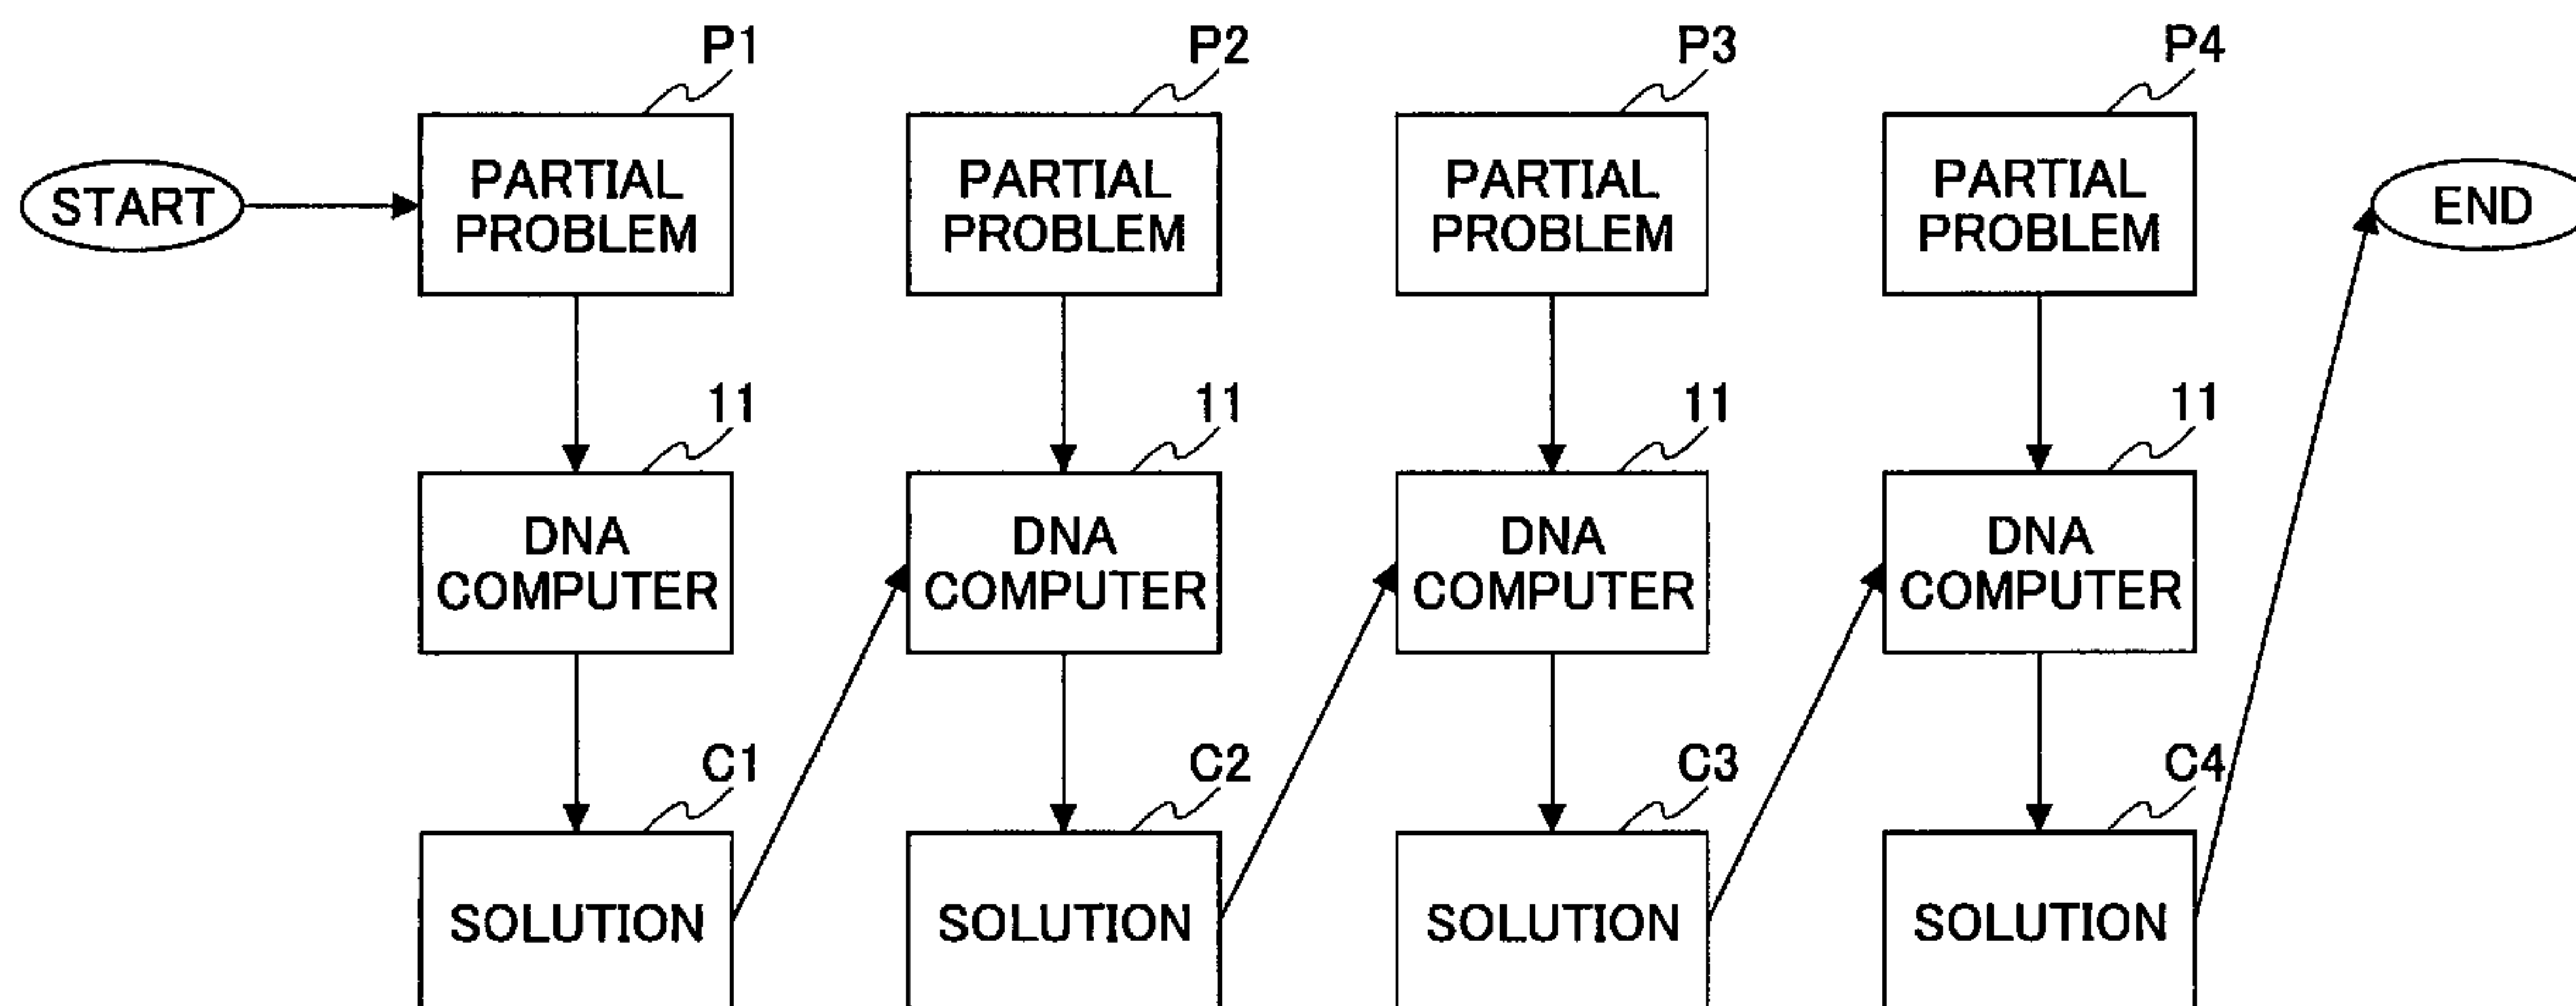 P1
P2
P3
P4
START
PARTIAL
PROBLEM
PARTIAL
PROBLEM
PARTIAL
PROBLEM
PARTIAL
PROBLEM
END
11
11
11
11
DNA
COMPUTER
DNA
COMPUTER
DNA
COMPUTER
DNA
COMPUTER
C1
C2
C3
C4
SOLUTION
SOLUTION
SOLUTION
SOLUTION